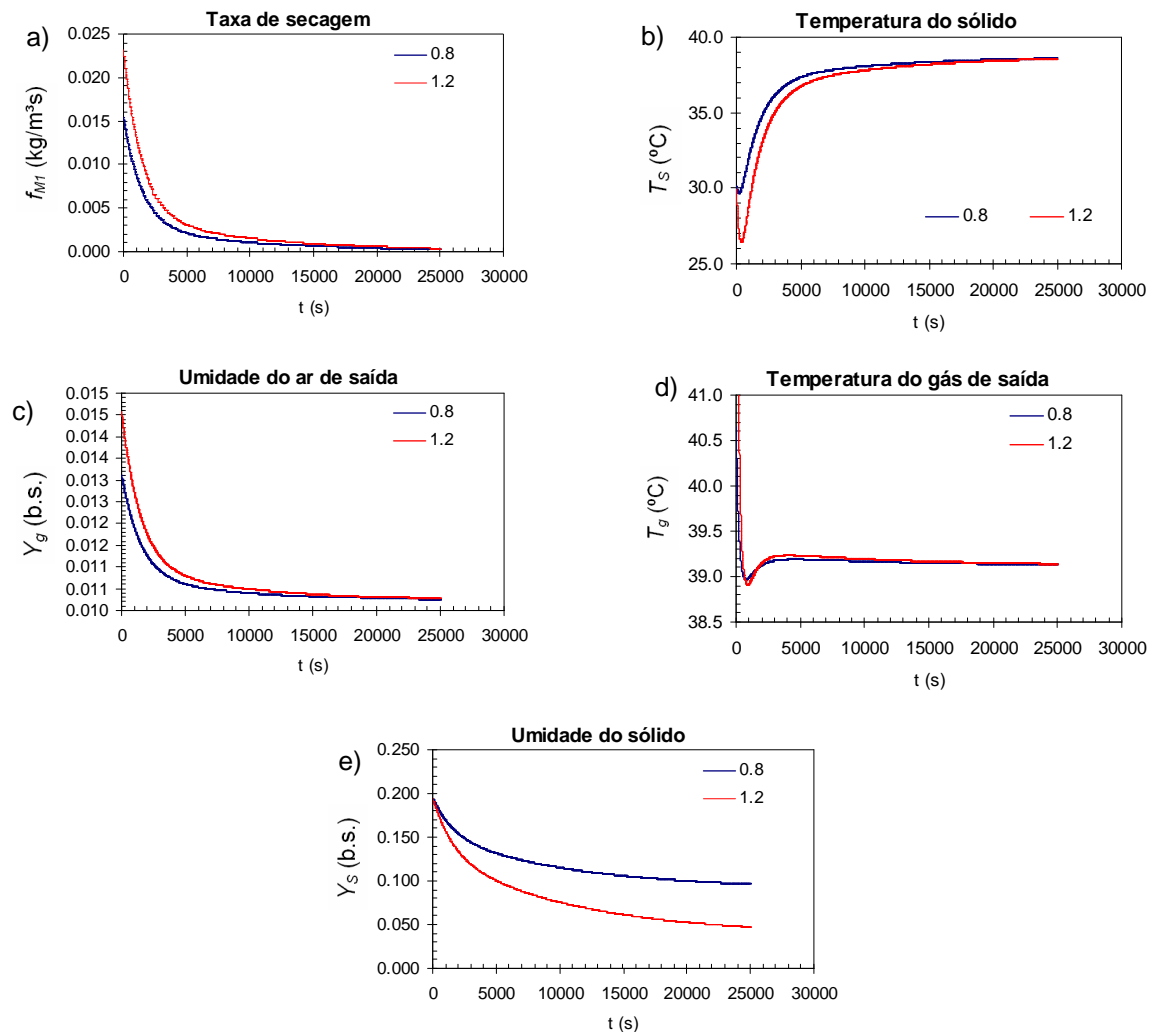 a)
Taxa de secagem
f_M1 (kg/m³s)
0.025
0.020
0.015
0.010
0.005
0.000
0.8
1.2
0 5000 10000 15000 20000 25000 30000
t (s)
b)
Temperatura do sólido
T_S (ºC)
40.0
35.0
30.0
25.0
0.8 1.2
0 5000 10000 15000 20000 25000 30000
t (s)
c)
Umidade do ar de saída
Y_g (b.s.)
0.015
0.015
0.014
0.013
0.013
0.012
0.012
0.011
0.011
0.010
0.8
1.2
0 5000 10000 15000 20000 25000 30000
t (s)
d)
Temperatura do gás de saída
T_g (ºC)
41.0
40.5
40.0
39.5
39.0
38.5
0.8
1.2
0 5000 10000 15000 20000 25000 30000
t (s)
e)
Umidade do sólido
Y_S (b.s.)
0.250
0.200
0.150
0.100
0.050
0.000
0.8
1.2
0 5000 10000 15000 20000 25000 30000
t (s)